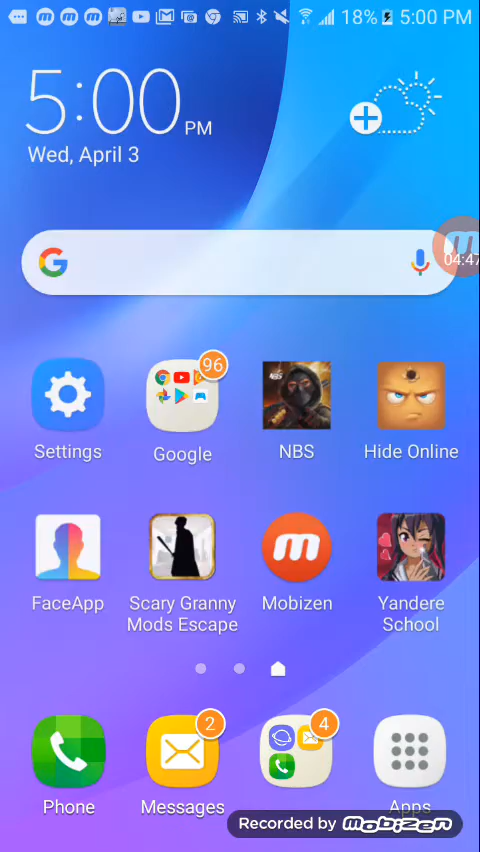 18% 5:00 PM
5:00 PM
Wed, April 3
04:47
96
Settings
Google
NBS
Hide Online
FaceApp
Scary Granny
Mods Escape
Mobizen
Yandere
School
2
4
Phone
Messages
Apps
Recorded by MOBIZEN